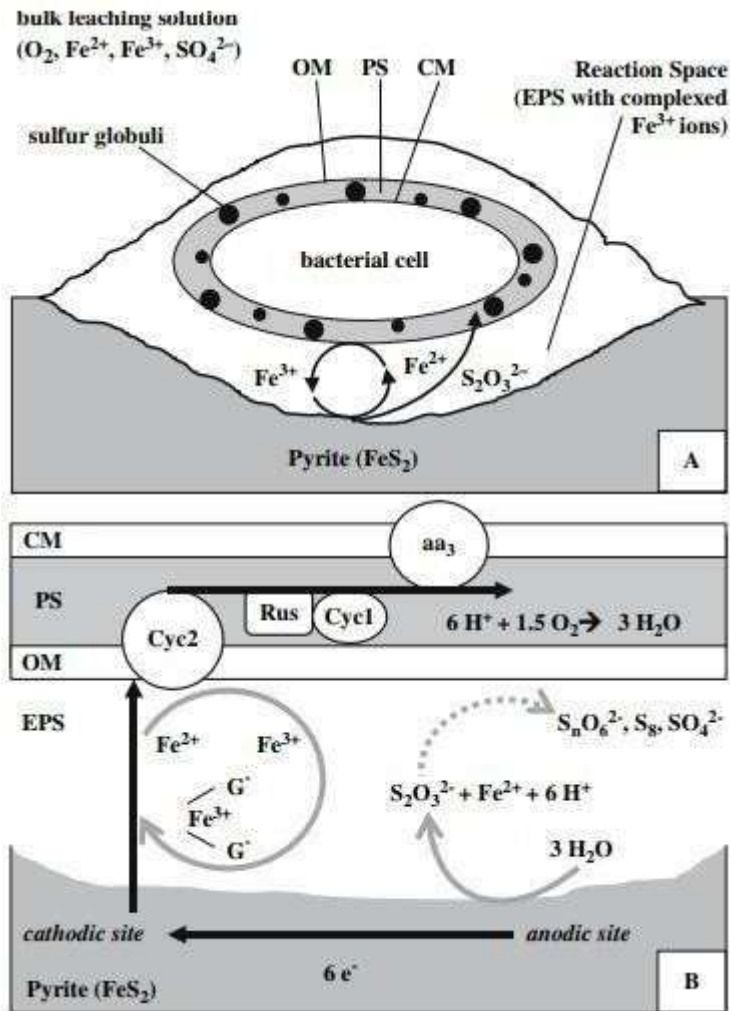 bulk leaching solution
(O₂, Fe²⁺, Fe³⁺, SO₄²⁻)
OM PS CM
Reaction Space
(EPS with complexed
Fe³⁺ ions)
sulfur globuli
bacterial cell
Fe³⁺ Fe²⁺ S₂O₃²⁻
Pyrite (FeS₂)
A
CM
aa₃
PS
Rus Cyc1
6 H⁺ + 1.5 O₂→ 3 H₂O
Cyc2
OM
EPS
Fe²⁺ Fe³⁺
SₙO₆²⁻, S₈, SO₄²⁻
G⁻
Fe³⁺
G⁻
S₂O₃²⁻ + Fe²⁺ + 6 H⁺
3 H₂O
cathodic site
anodic site
6 e⁻
Pyrite (FeS₂)
B